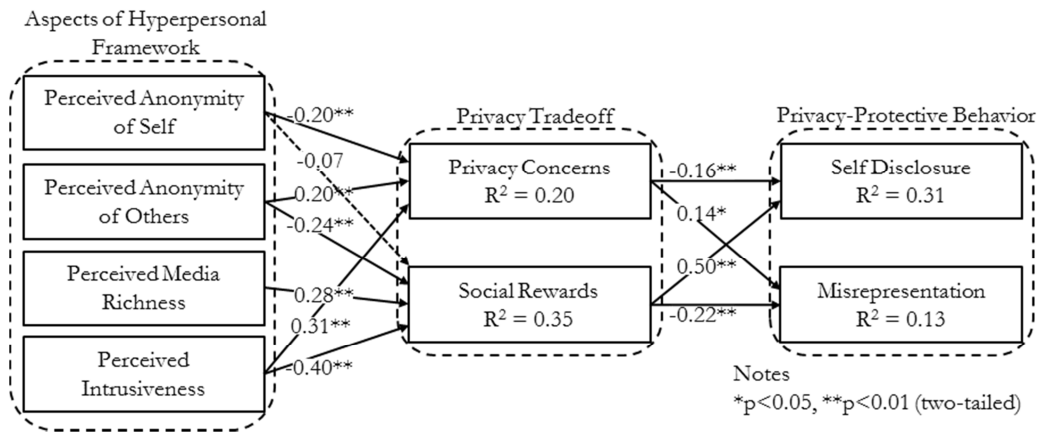 Aspects of Hyperpersonal
Framework
Perceived Anonymity
of Self
Perceived Anonymity
of Others
Perceived Media
Richness
Perceived
Intrusiveness
-0.20**
-0.07
0.20**
-0.24**
0.28**
0.31**
-0.40**
Privacy Tradeoff
Privacy Concerns
R² = 0.20
Social Rewards
R² = 0.35
-0.16**
0.14*
0.50**
-0.22**
Privacy-Protective Behavior
Self Disclosure
R² = 0.31
Misrepresentation
R² = 0.13
Notes
*p<0.05, **p<0.01 (two-tailed)